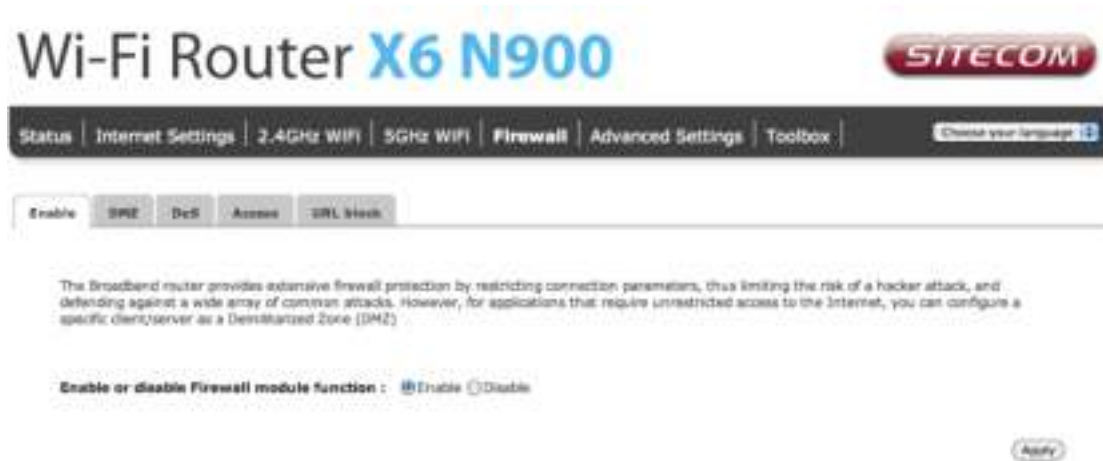 Wi-Fi Router X6 N900
SITECOM
Status | Internet Settings | 2.4GHz WiFi | 5GHz WiFi | Firewall | Advanced Settings | Toolbox |
Choose your language
Enable DMZ DoS Access URL block
The Broadband router provides extensive firewall protection by restricting connection parameters, thus limiting the risk of a hacker attack, and
defending against a wide array of common attacks. However, for applications that require unrestricted access to the Internet, you can configure a
specific client/server as a Demilitarized Zone (DMZ)
Enable or disable Firewall module function : Enable Disable
Apply